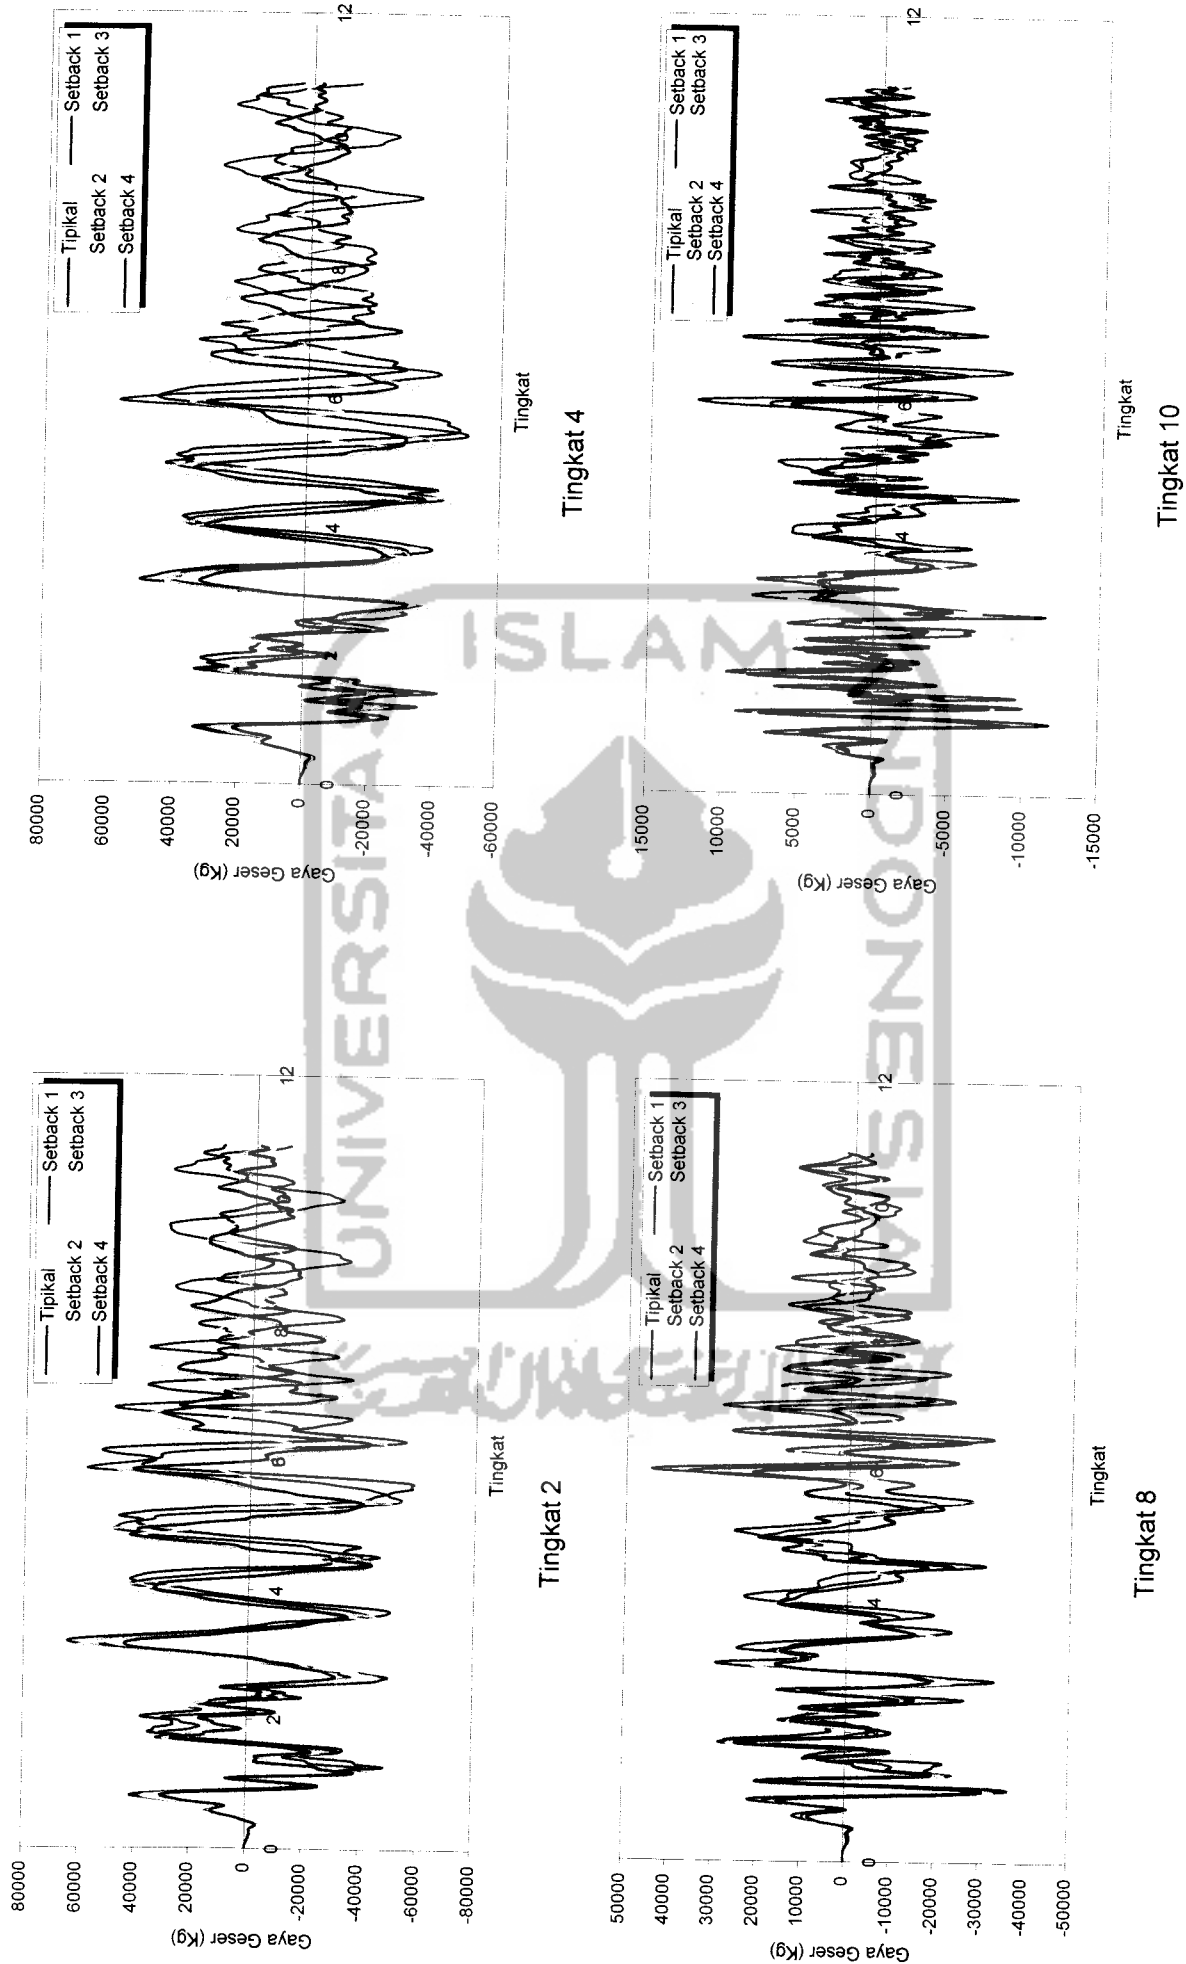 80000
60000
40000
20000
0
-20000
-40000
-60000
-80000
Gaya Geser (Kg)
Tipikal
Setback 1
Setback 2
Setback 3
Setback 4
0
2
4
6
8
12
Tingkat
Tingkat 2
80000
60000
40000
20000
0
-20000
-40000
-60000
Gaya Geser (Kg)
Tipikal
Setback 1
Setback 2
Setback 3
Setback 4
0
2
4
6
8
12
Tingkat
Tingkat 4
50000
40000
30000
20000
10000
0
-10000
-20000
-30000
-40000
-50000
Gaya Geser (Kg)
Tipikal
Setback 1
Setback 2
Setback 3
Setback 4
0
4
6
12
Tingkat
Tingkat 8
15000
10000
5000
0
-5000
-10000
-15000
Gaya Geser (Kg)
Tipikal
Setback 1
Setback 2
Setback 3
Setback 4
0
4
6
12
Tingkat
Tingkat 10
UNIVERSITAS
ISLAM
INDONESIA